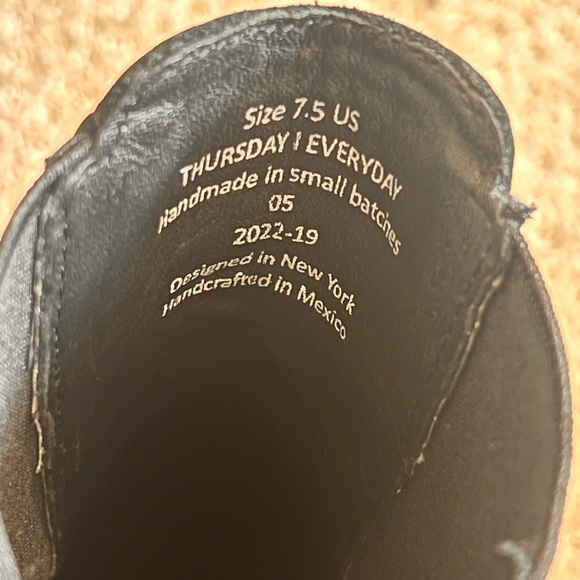 Size 7.5 US
THURSDAY | EVERYDAY
Handmade in small batches
05
2022-19
Designed in New York
Handcrafted in Mexico